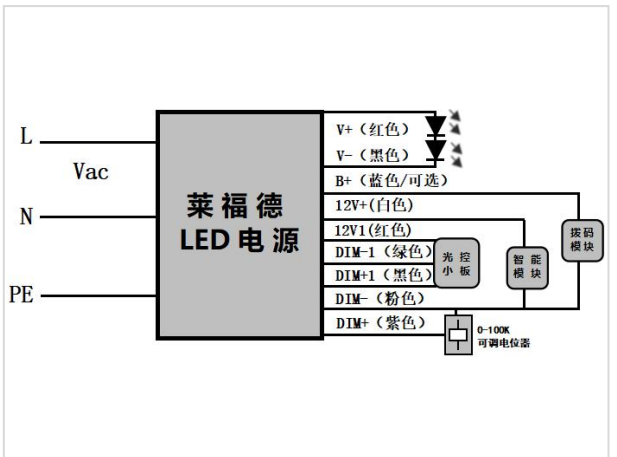 L
Vac
N
PE
莱福德
LED电源
V+（红色）
V-（黑色）
B+（蓝色/可选）
12V+(白色)
12V1(红色)
DIM-1（绿色）
DIM+1（黑色）
DIM-（粉色）
DIM+（紫色）
光控
小板
智能
模块
拨码
模块
0-100K
可调电位器